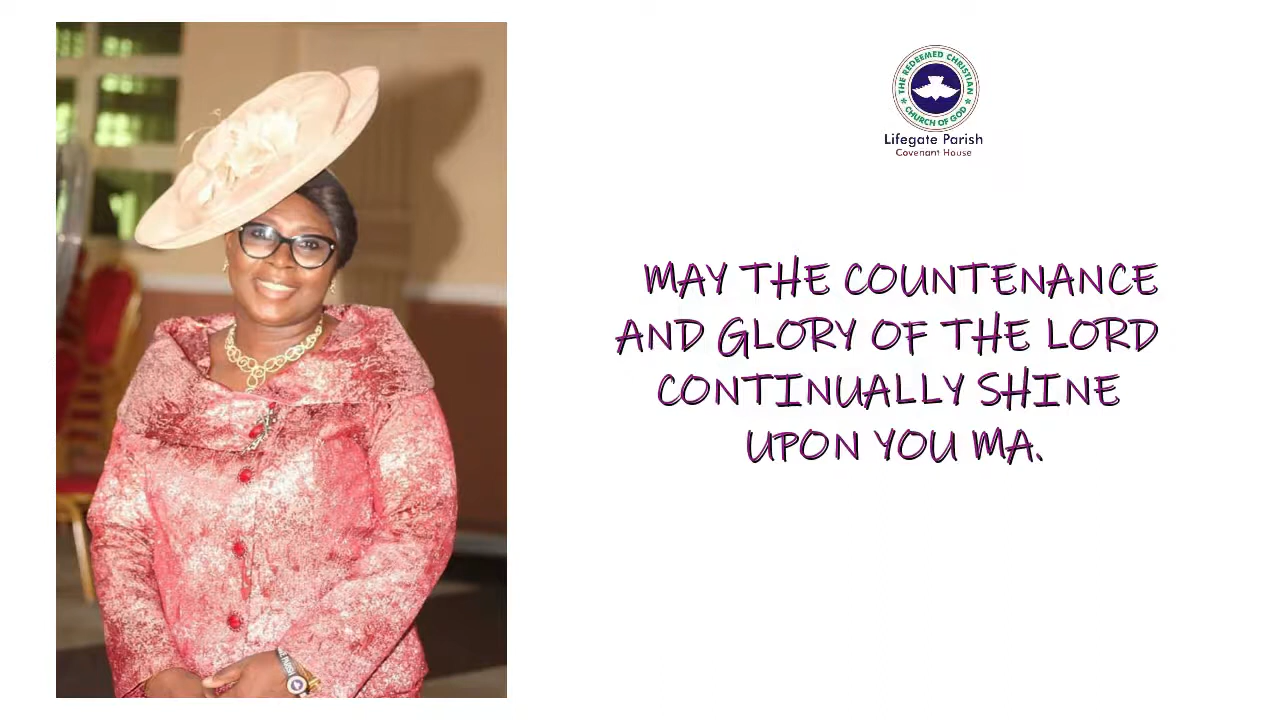 THE REDEEMED CHRISTIAN
CHURCH OF GOD
Lifegate Parish
Covenant House
MAY THE COUNTENANCE
AND GLORY OF THE LORD
CONTINUALLY SHINE
UPON YOU MA.